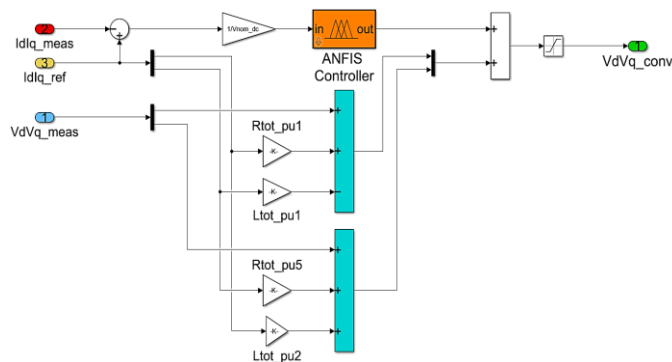 2
IdIq_meas
3
IdIq_ref
1
VdVq_meas
1/Vnom_dc
in
out
ANFIS
Controller
1
VdVq_conv
Rtot_pu1
-K-
-K-
Ltot_pu1
Rtot_pu5
-K-
-K-
Ltot_pu2